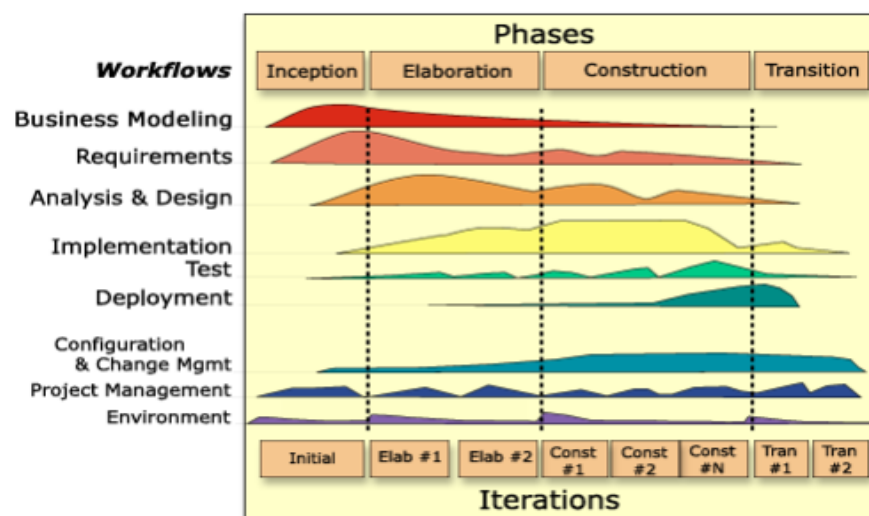 Phases
Workflows
Inception
Elaboration
Construction
Transition
Business Modeling
Requirements
Analysis & Design
Implementation
Test
Deployment
Configuration
& Change Mgmt
Project Management
Environment
Initial
Elab #1
Elab #2
Const
#1
Const
#2
Const
#N
Tran
#1
Tran
#2
Iterations